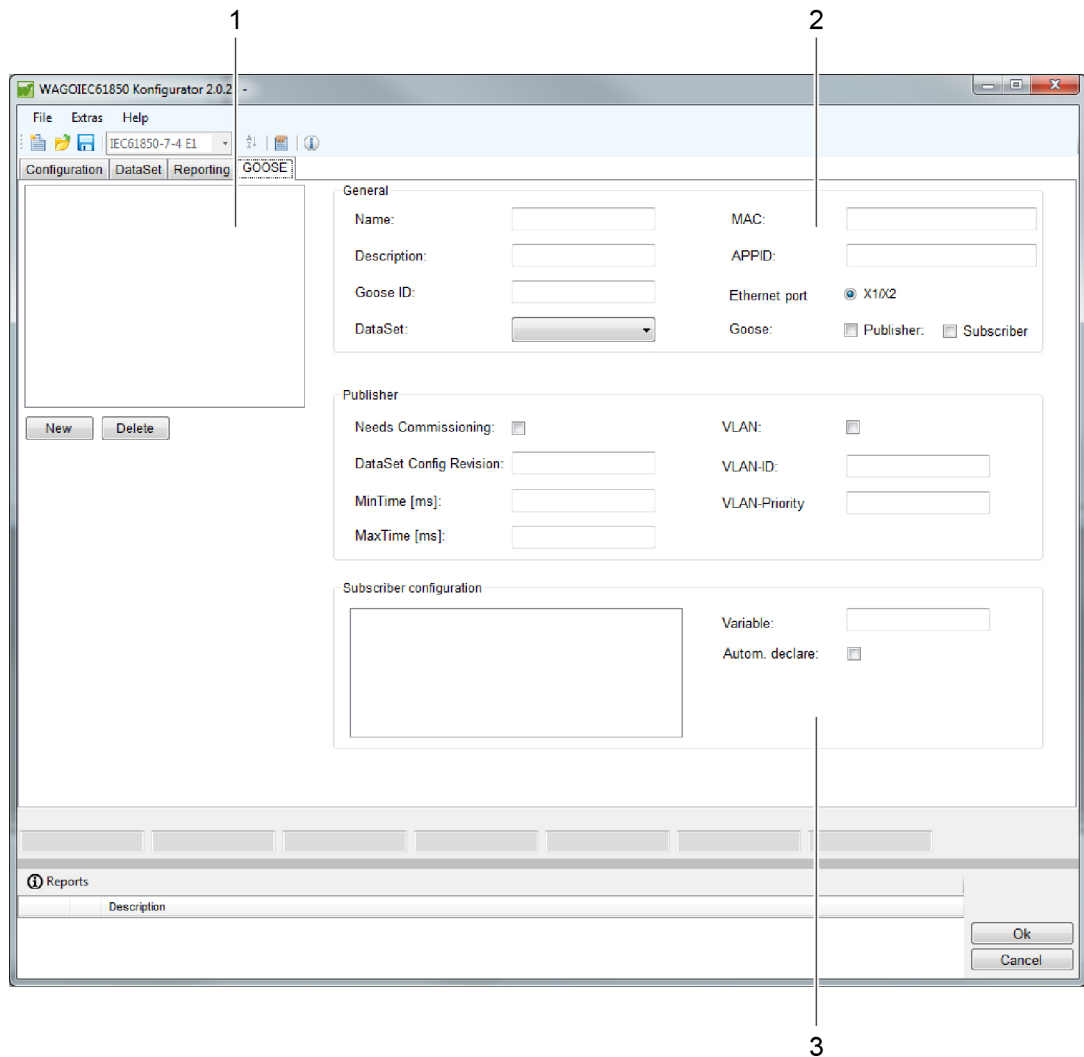 1 2
WAGOIEC61850 Konfigurator 2.0.2 -
File Extras Help
IEC61850-7-4 E1
Configuration DataSet Reporting GOOSE
General
Name: MAC:
Description: APPID:
Goose ID: Ethernet port X1/X2
DataSet: Goose: Publisher: Subscriber
Publisher
New Delete Needs Commissioning: VLAN:
DataSet Config Revision: VLAN-ID:
MinTime [ms]: VLAN-Priority
MaxTime [ms]:
Subscriber configuration
Variable:
Autom. declare:
Reports
Description
Ok
Cancel
3